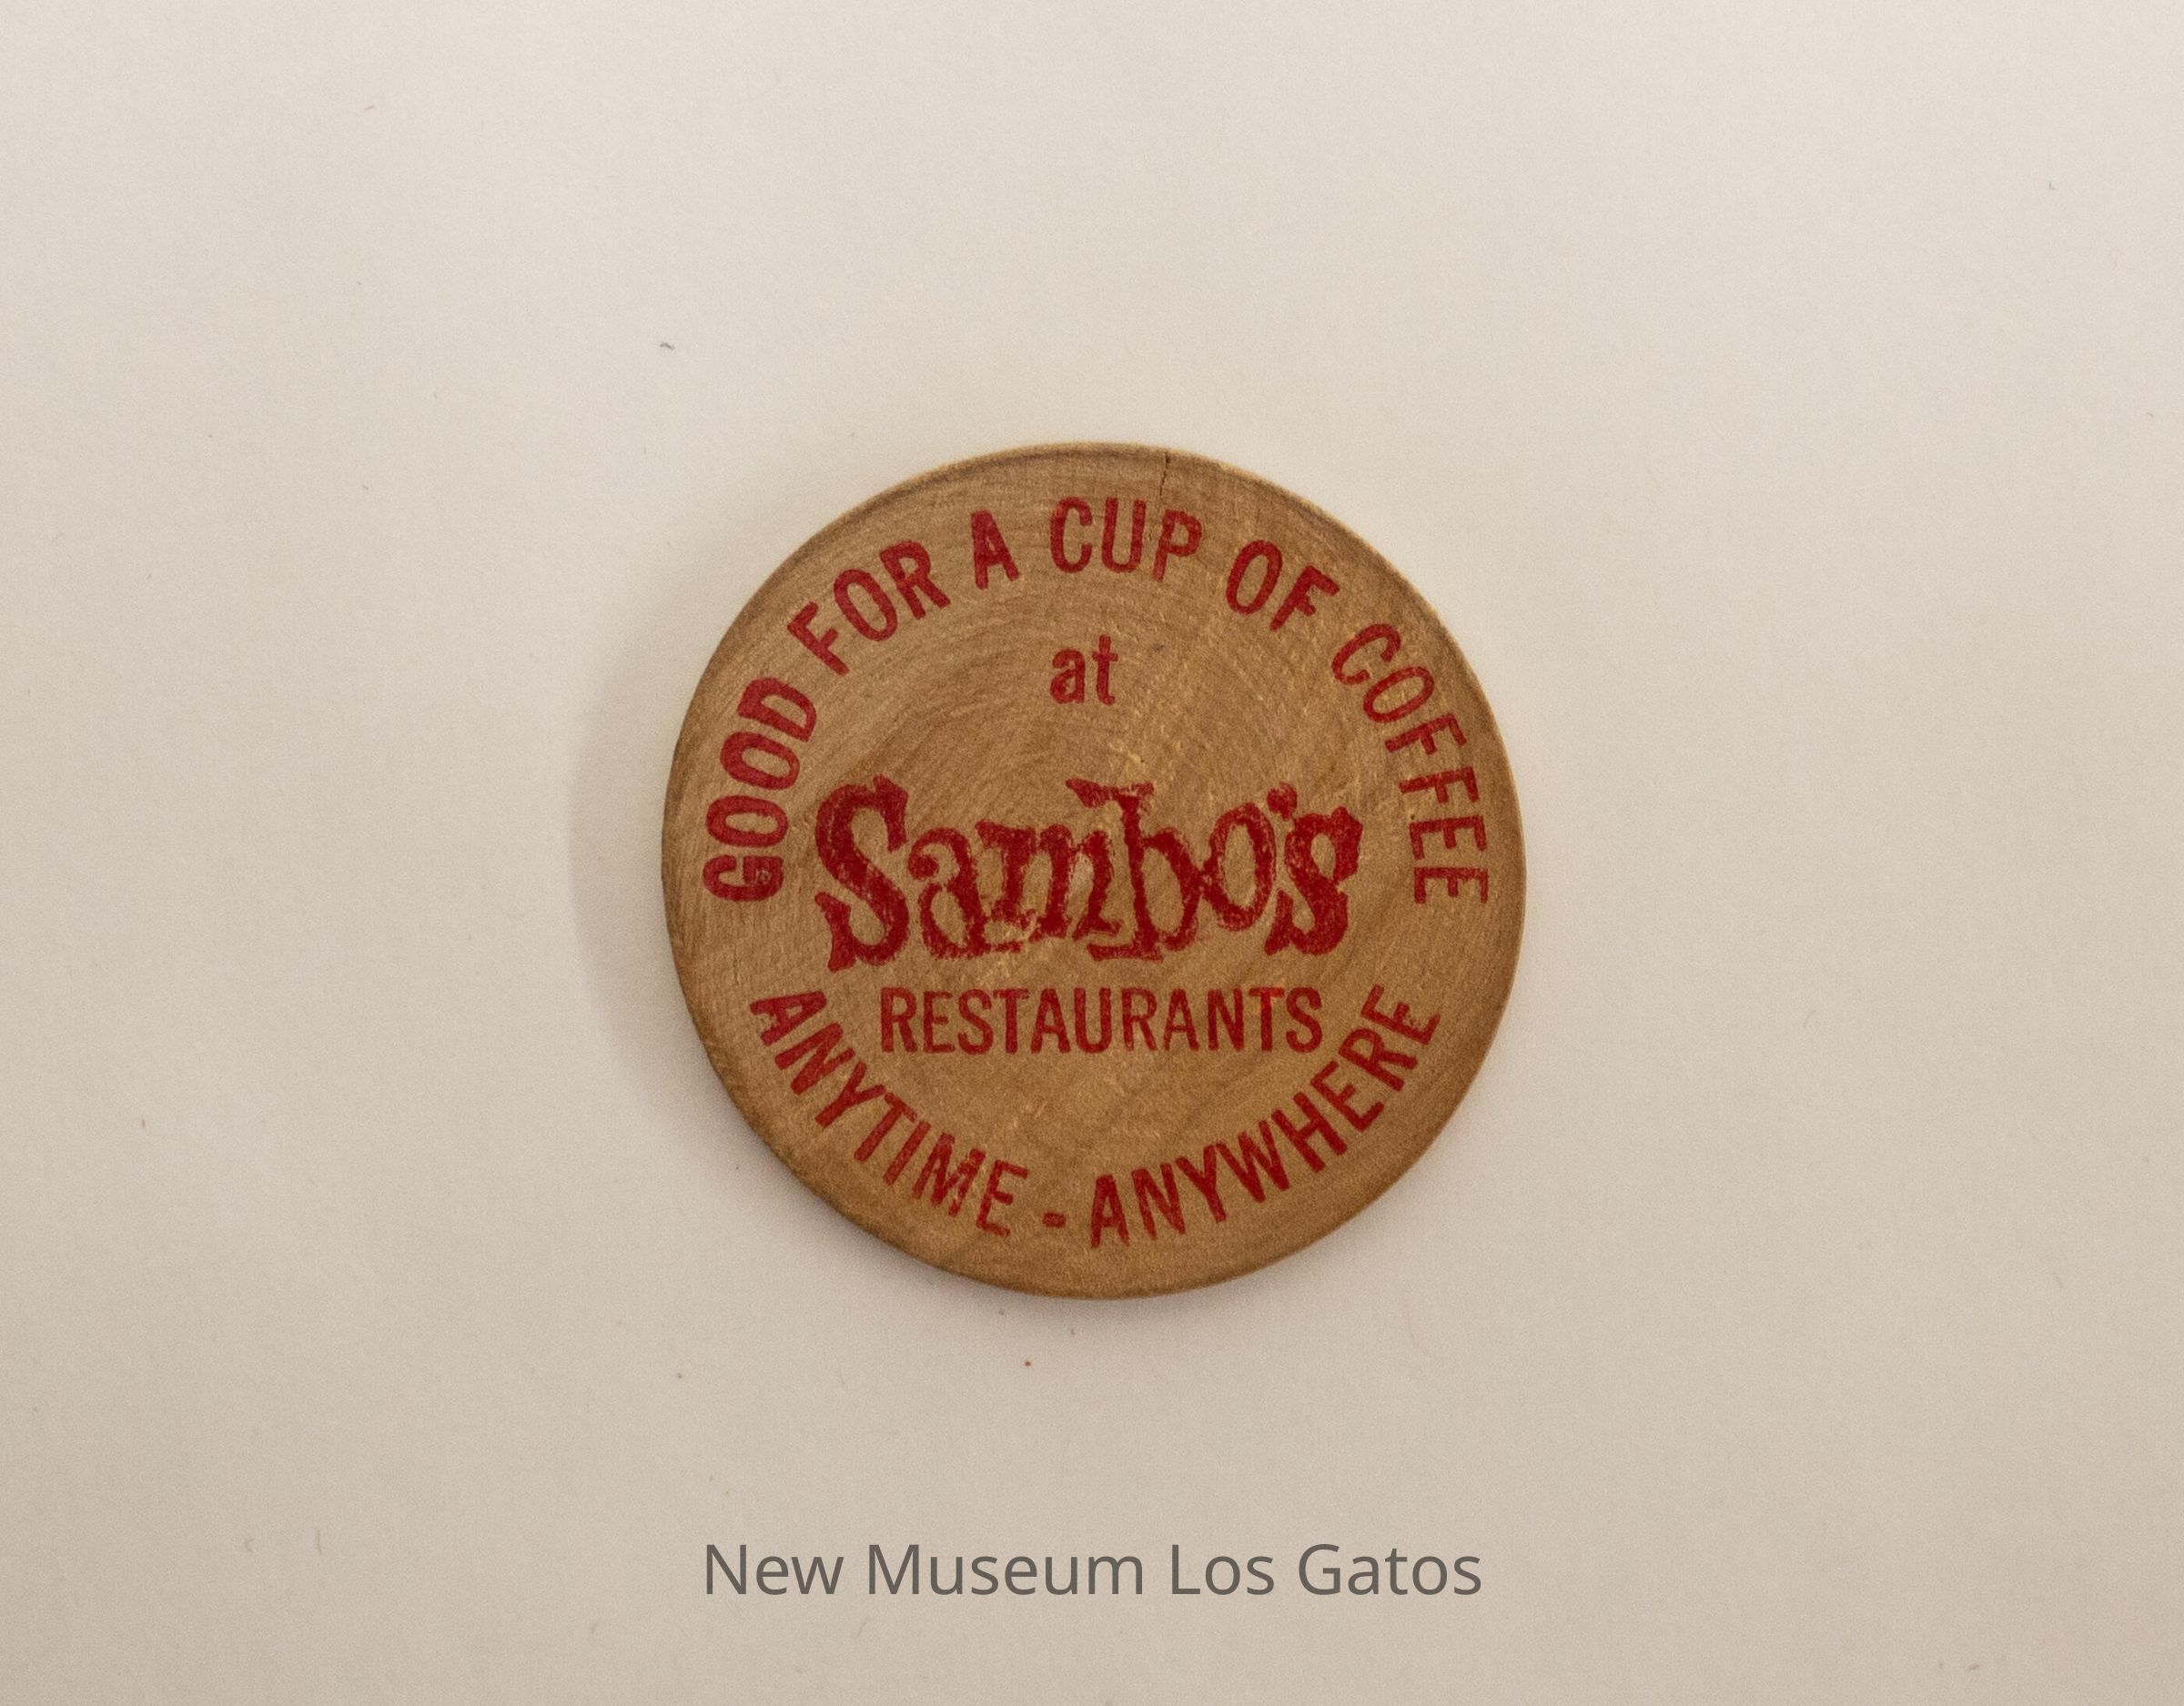 GOOD FOR A CUP OF COFFEE
at
Sambo's
RESTAURANTS
ANYTIME - ANYWHERE
New Museum Los Gatos